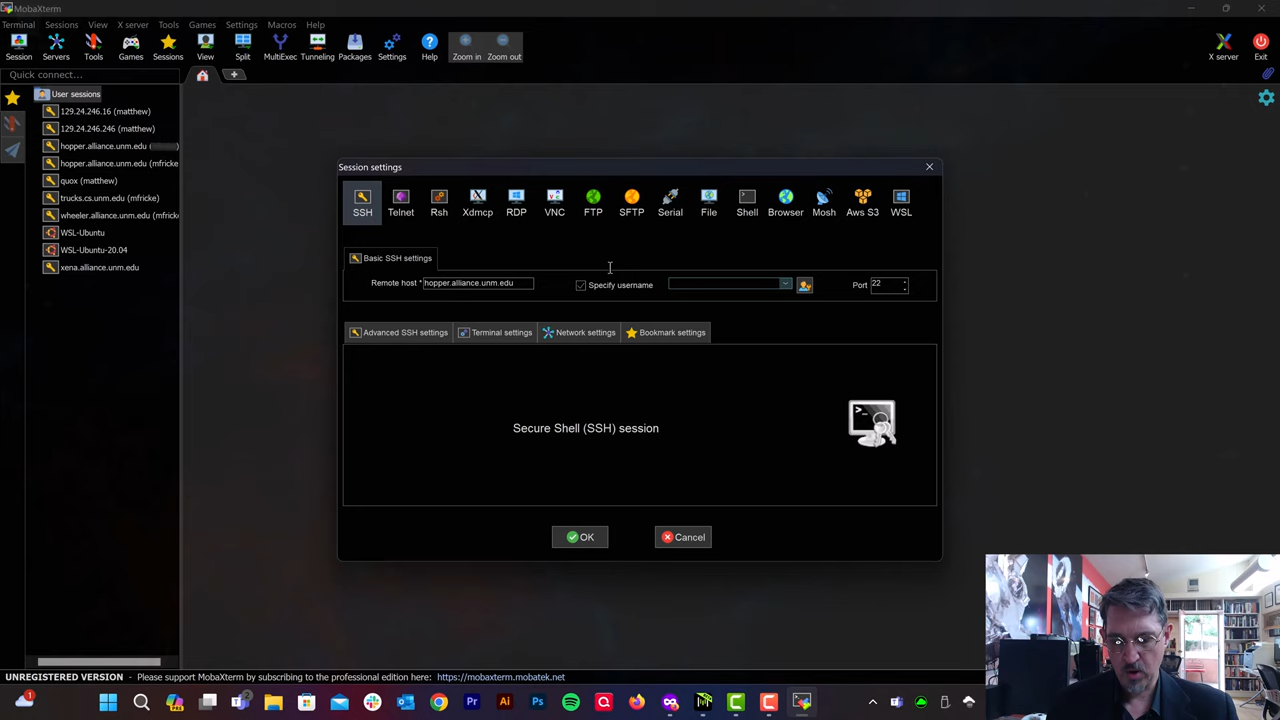 MobaXterm
Terminal Sessions View X server Tools Games Settings Macros Help
Session Servers Tools Games Sessions View Split MultiExec Tunneling Packages Settings Help Zoom in Zoom out X server Exit
Quick connect...
User sessions
129.24.246.16 (matthew)
129.24.246.246 (matthew)
hopper.alliance.unm.edu (
hopper.alliance.unm.edu (mfricke
quox (matthew)
trucks.cs.unm.edu (mfricke)
wheeler.alliance.unm.edu (mfricke
WSL-Ubuntu
WSL-Ubuntu-20.04
xena.alliance.unm.edu
Session settings
SSH Telnet Rsh Xdmcp RDP VNC FTP SFTP Serial File Shell Browser Mosh Aws S3 WSL
Basic SSH settings
Remote host * hopper.alliance.unm.edu Specify username Port 22
Advanced SSH settings Terminal settings Network settings Bookmark settings
Secure Shell (SSH) session
OK Cancel
UNREGISTERED VERSION - Please support MobaXterm by subscribing to the professional edition here: https://mobaxterm.mobatek.net
1 PRE 2 Pr Ai Ps